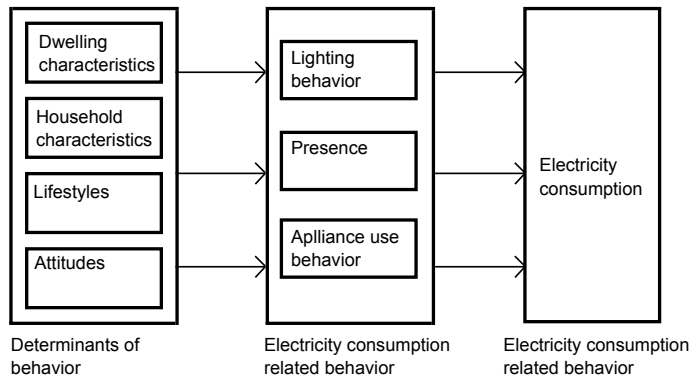 Dwelling
characteristics
Household
characteristics
Lifestyles
Attitudes
Determinants of
behavior
Lighting
behavior
Presence
Aplliance use
behavior
Electricity consumption
related behavior
Electricity
consumption
Electricity consumption
related behavior